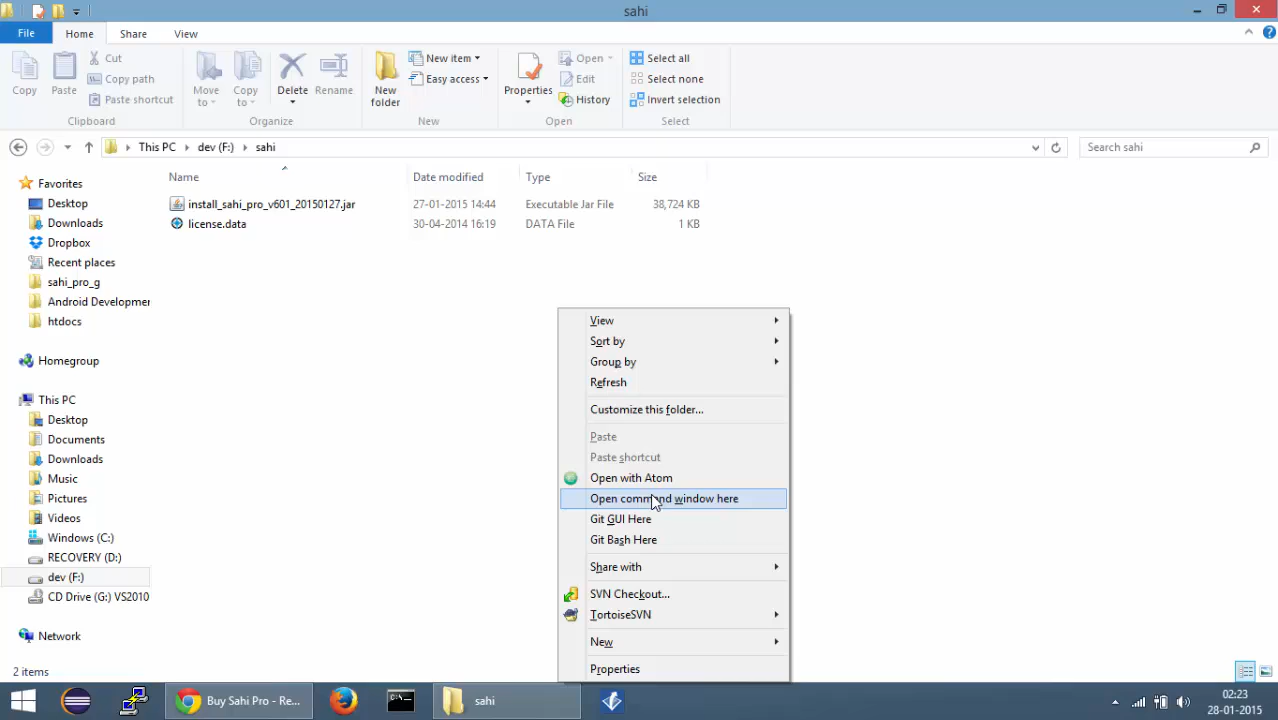 sahi
File
Home
Share
View
Copy
Paste
Cut
Copy path
Paste shortcut
Clipboard
Move to
Copy to
Delete
Rename
Organize
New folder
New item
Easy access
New
Properties
Open
Edit
History
Open
Select all
Select none
Invert selection
Select
This PC
dev (F:)
sahi
Search sahi
Name
Date modified
Type
Size
install_sahi_pro_v601_20150127.jar
27-01-2015 14:44
Executable Jar File
38,724 KB
license.data
30-04-2014 16:19
DATA File
1 KB
Favorites
Desktop
Downloads
Dropbox
Recent places
sahi_pro_g
Android Developmer
htdocs
Homegroup
This PC
Desktop
Documents
Downloads
Music
Pictures
Videos
Windows (C:)
RECOVERY (D:)
dev (F:)
CD Drive (G:) VS2010
Network
View
Sort by
Group by
Refresh
Customize this folder...
Paste
Paste shortcut
Open with Atom
Open command window here
Git GUI Here
Git Bash Here
Share with
SVN Checkout...
TortoiseSVN
New
Properties
2 items
Buy Sahi Pro - Re...
C:\
sahi
02:23
28-01-2015